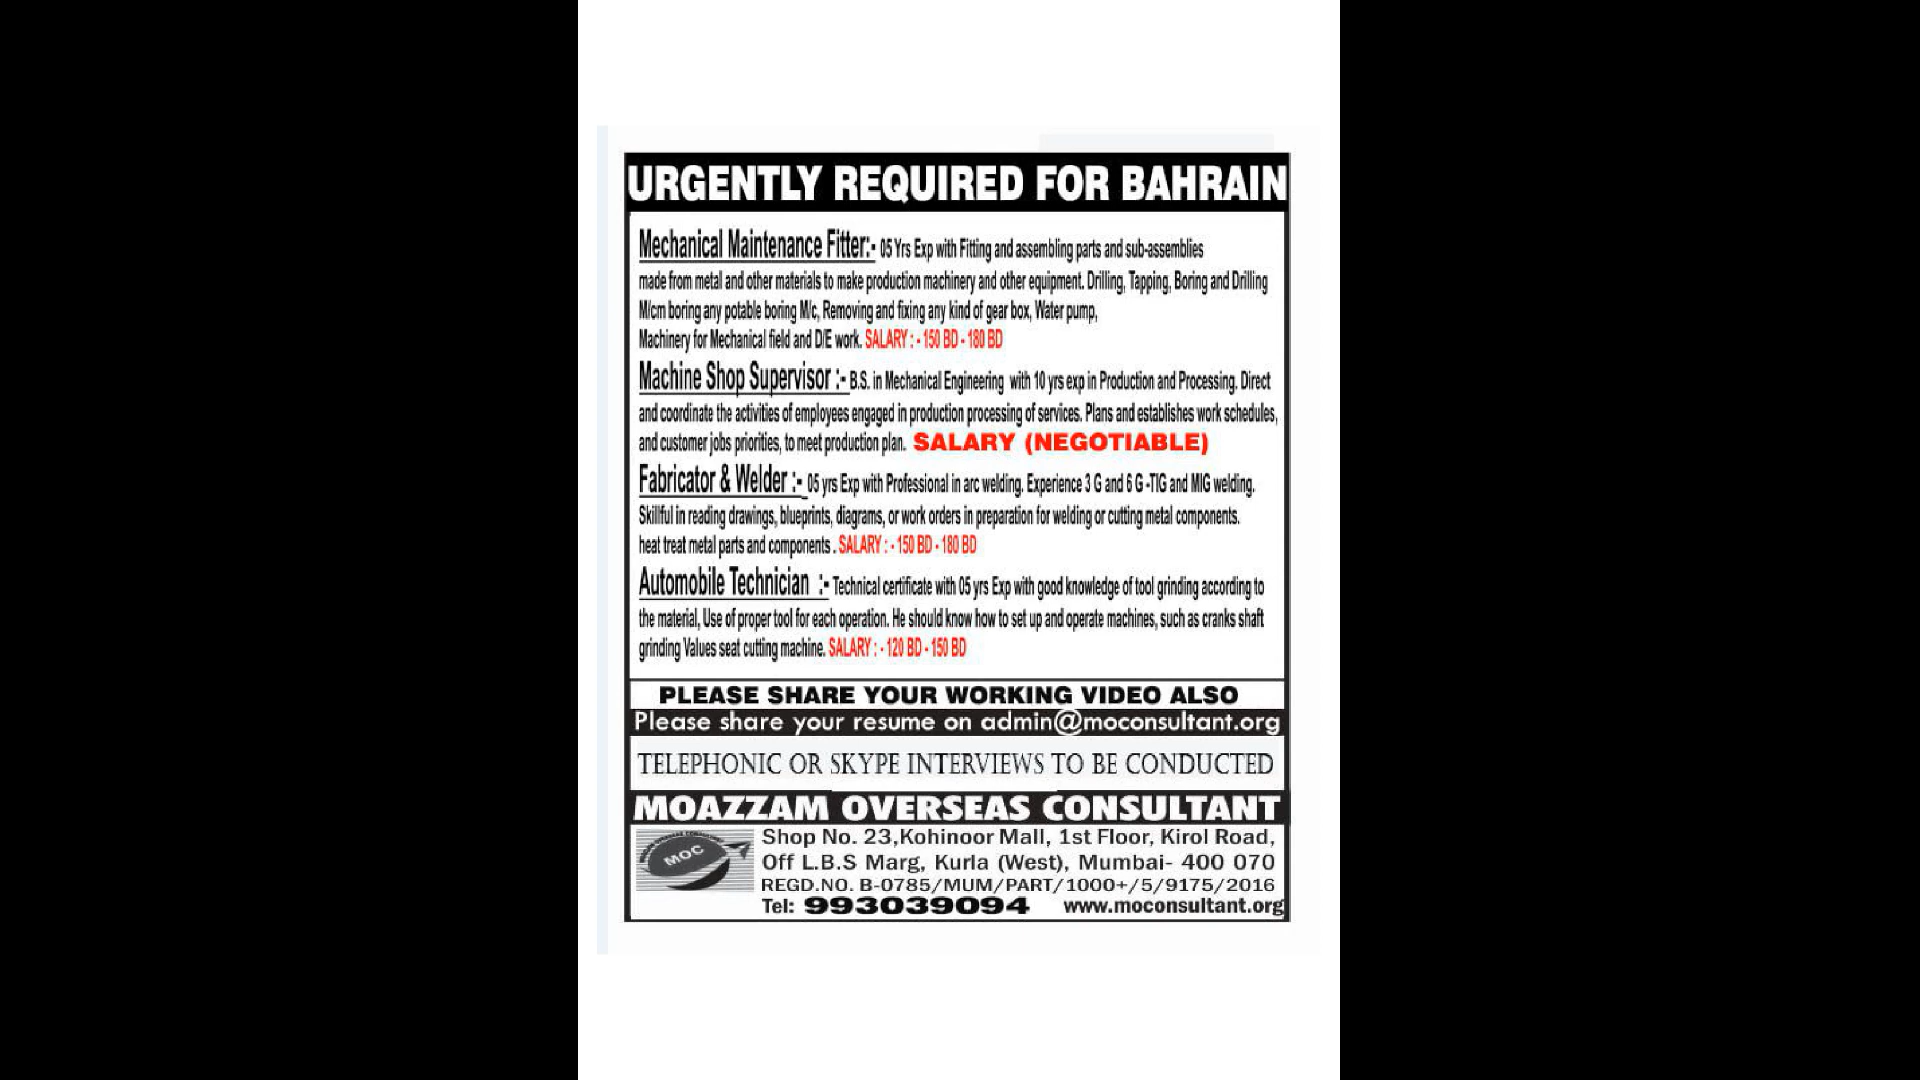 URGENTLY REQUIRED FOR BAHRAIN
Mechanical Maintenance Fitter:- 05 Yrs Exp with Fitting and assembling parts and sub-assemblies
made from metal and other materials to make production machinery and other equipment. Drilling, Tapping, Boring and Drilling
M/cm boring any potable boring M/c, Removing and fixing any kind of gear box, Water pump,
Machinery for Mechanical field and D/E work. SALARY : - 150 BD - 180 BD
Machine Shop Supervisor :- B.S. in Mechanical Engineering with 10 yrs exp in Production and Processing. Direct
and coordinate the activities of employees engaged in production processing of services. Plans and establishes work schedules,
and customer jobs priorities, to meet production plan. SALARY (NEGOTIABLE)
Fabricator & Welder :- 05 yrs Exp with Professional in arc welding. Experience 3 G and 6 G -TIG and MIG welding.
Skillful in reading drawings, blueprints, diagrams, or work orders in preparation for welding or cutting metal components.
heat treat metal parts and components . SALARY : - 150 BD - 180 BD
Automobile Technician :- Technical certificate with 05 yrs Exp with good knowledge of tool grinding according to
the material, Use of proper tool for each operation. He should know how to set up and operate machines, such as cranks shaft
grinding Values seat cutting machine. SALARY : - 120 BD - 150 BD
PLEASE SHARE YOUR WORKING VIDEO ALSO
Please share your resume on admin@moconsultant.org
TELEPHONIC OR SKYPE INTERVIEWS TO BE CONDUCTED
MOAZZAM OVERSEAS CONSULTANT
MOC
Shop No. 23,Kohinoor Mall, 1st Floor, Kirol Road,
Off L.B.S Marg, Kurla (West), Mumbai- 400 070
REGD.NO. B-0785/MUM/PART/1000+/5/9175/2016
Tel: 993039094 www.moconsultant.org